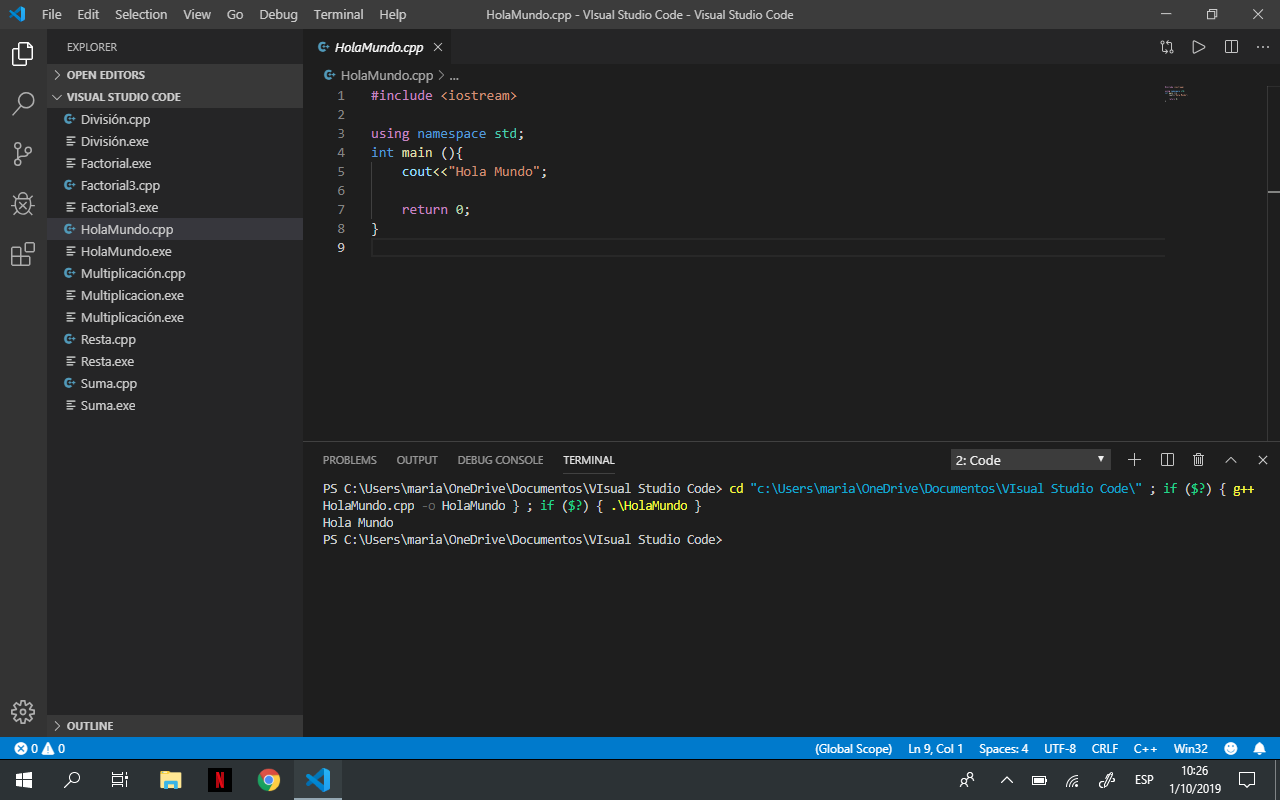 File Edit Selection View Go Debug Terminal Help HolaMundo.cpp - VIsual Studio Code - Visual Studio Code
EXPLORER
OPEN EDITORS
VISUAL STUDIO CODE
División.cpp
División.exe
Factorial.exe
Factorial3.cpp
Factorial3.exe
HolaMundo.cpp
HolaMundo.exe
Multiplicación.cpp
Multiplicacion.exe
Multiplicación.exe
Resta.cpp
Resta.exe
Suma.cpp
Suma.exe
OUTLINE
HolaMundo.cpp
HolaMundo.cpp > ...
1 #include <iostream>
2
3 using namespace std;
4 int main (){
5 cout<<"Hola Mundo";
6
7 return 0;
8 }
9
PROBLEMS OUTPUT DEBUG CONSOLE TERMINAL 2: Code
PS C:\Users\maria\OneDrive\Documentos\VIsual Studio Code> cd "c:\Users\maria\OneDrive\Documentos\VIsual Studio Code\" ; if ($?) { g++
HolaMundo.cpp -o HolaMundo } ; if ($?) { .\HolaMundo }
Hola Mundo
PS C:\Users\maria\OneDrive\Documentos\VIsual Studio Code>
0 0 (Global Scope) Ln 9, Col 1 Spaces: 4 UTF-8 CRLF C++ Win32
N ESP 10:26
1/10/2019